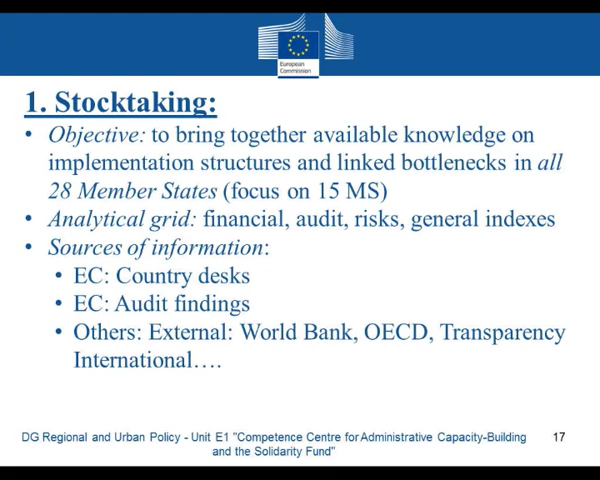 European
Commission
1. Stocktaking:
• Objective: to bring together available knowledge on
implementation structures and linked bottlenecks in all
28 Member States (focus on 15 MS)
• Analytical grid: financial, audit, risks, general indexes
• Sources of information:
• EC: Country desks
• EC: Audit findings
• Others: External: World Bank, OECD, Transparency
International….
DG Regional and Urban Policy - Unit E1 "Competence Centre for Administrative Capacity-Building
and the Solidarity Fund"
17